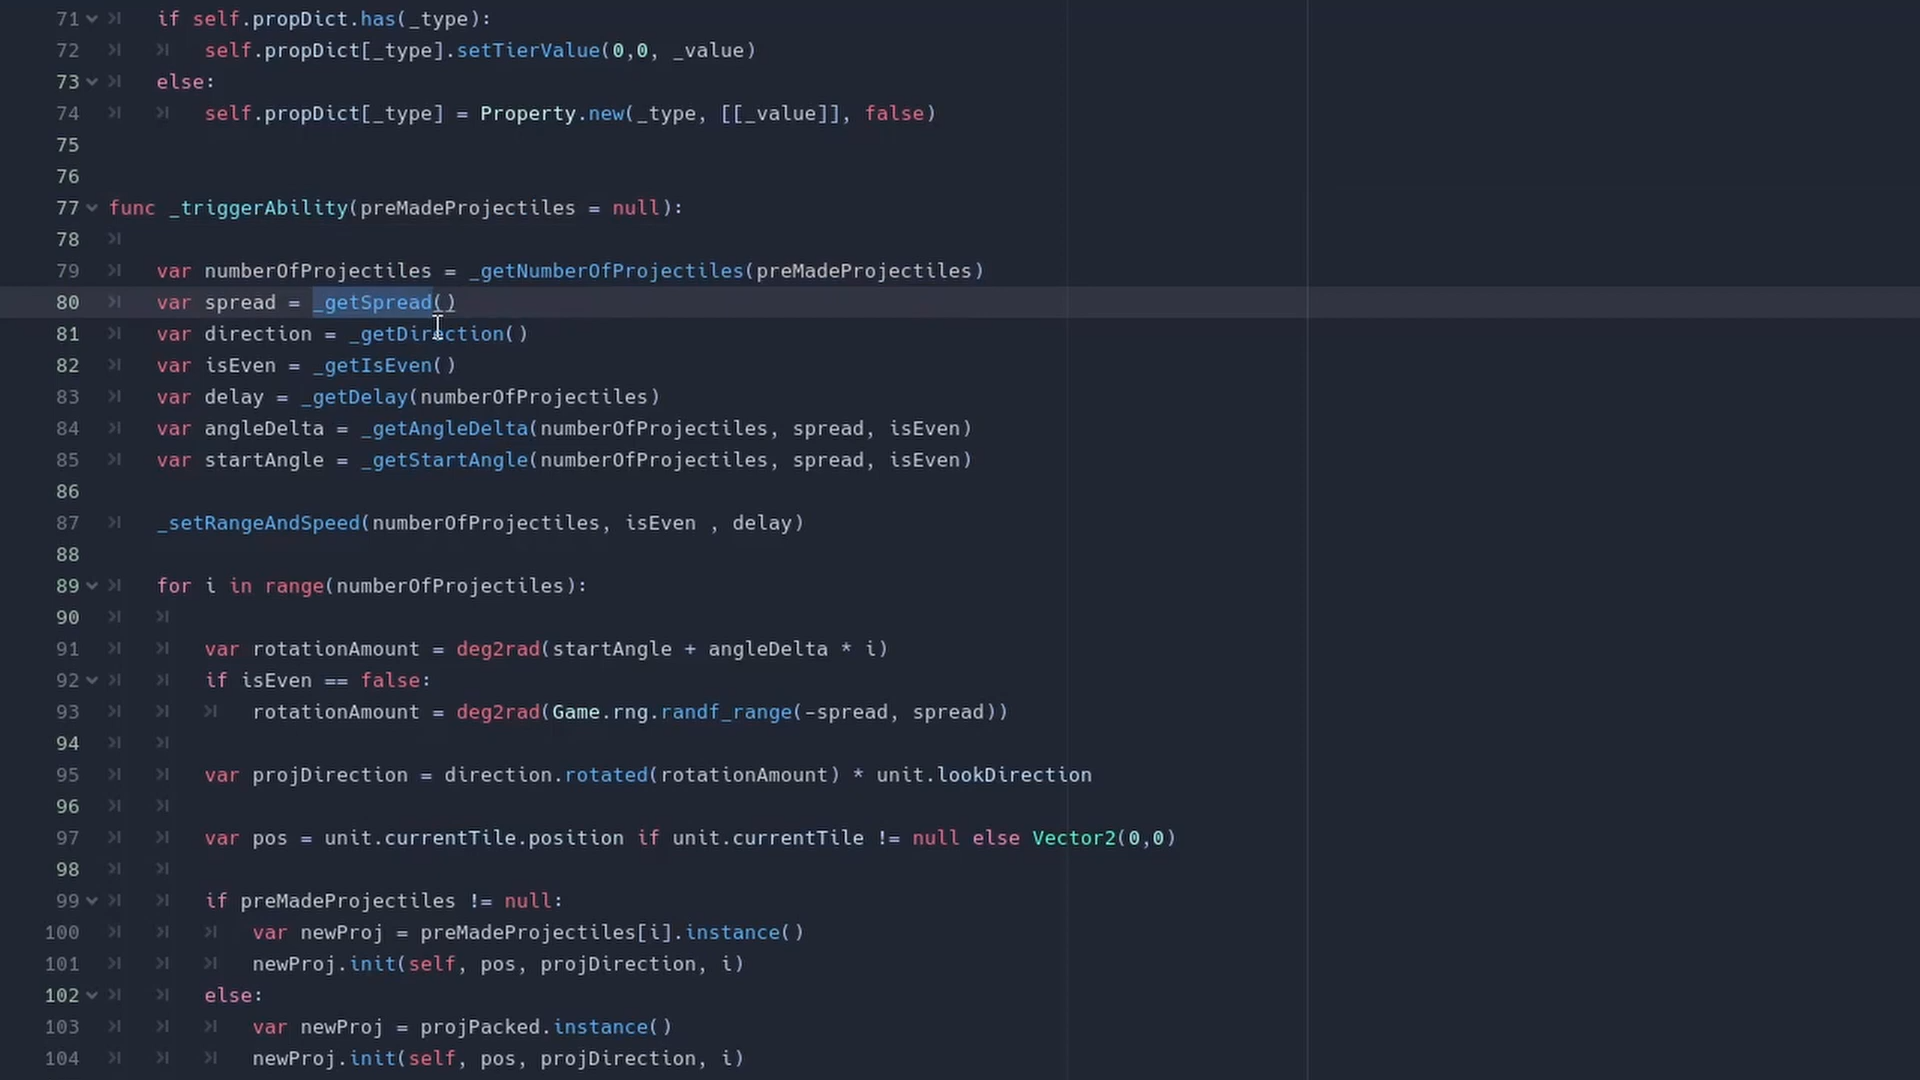 71 if self.propDict.has(_type):
72 self.propDict[_type].setTierValue(0,0, _value)
73 else:
74 self.propDict[_type] = Property.new(_type, [[_value]], false)
75
76
77 func _triggerAbility(preMadeProjectiles = null):
78
79 var numberOfProjectiles = _getNumberOfProjectiles(preMadeProjectiles)
80 var spread = _getSpread()
81 var direction = _getDirection()
82 var isEven = _getIsEven()
83 var delay = _getDelay(numberOfProjectiles)
84 var angleDelta = _getAngleDelta(numberOfProjectiles, spread, isEven)
85 var startAngle = _getStartAngle(numberOfProjectiles, spread, isEven)
86
87 _setRangeAndSpeed(numberOfProjectiles, isEven , delay)
88
89 for i in range(numberOfProjectiles):
90
91 var rotationAmount = deg2rad(startAngle + angleDelta * i)
92 if isEven == false:
93 rotationAmount = deg2rad(Game.rng.randf_range(-spread, spread))
94
95 var projDirection = direction.rotated(rotationAmount) * unit.lookDirection
96
97 var pos = unit.currentTile.position if unit.currentTile != null else Vector2(0,0)
98
99 if preMadeProjectiles != null:
100 var newProj = preMadeProjectiles[i].instance()
101 newProj.init(self, pos, projDirection, i)
102 else:
103 var newProj = projPacked.instance()
104 newProj.init(self, pos, projDirection, i)